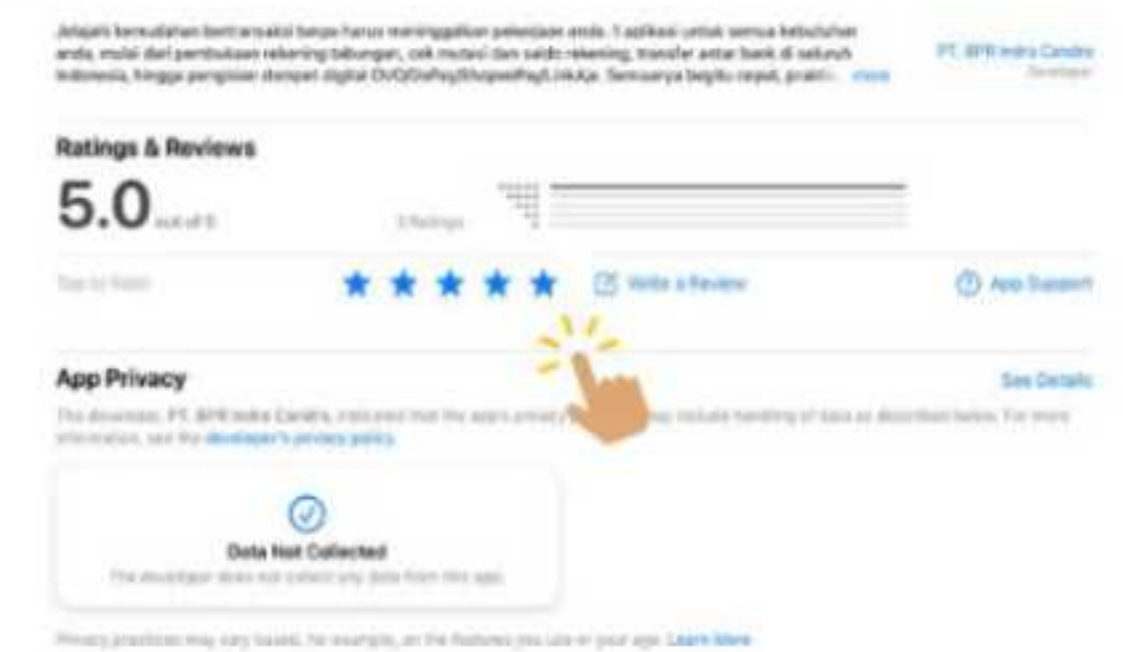 Jelajahi kemudahan bertransaksi tanpa harus meninggalkan pekerjaan anda. 1 aplikasi untuk semua kebutuhan
anda, mulai dari pembukaan rekening tabungan, cek mutasi dan saldo rekening, transfer antar bank di seluruh
Indonesia, hingga pengisian dompet digital OVO/GoPay/ShopeePay/LinkAja. Semuanya begitu cepat, prakti... more
PT. BPR Indra Candra
Developer
Ratings & Reviews
5.0 out of 5
3 Ratings
Tap to Rate:
Write a Review
App Support
App Privacy
See Details
The developer, PT. BPR Indra Candra, indicated that the app's privacy may include handling of data as described below. For more
information, see the developer's privacy policy.
Data Not Collected
The developer does not collect any data from this app.
Privacy practices may vary based, for example, on the features you use or your age. Learn More